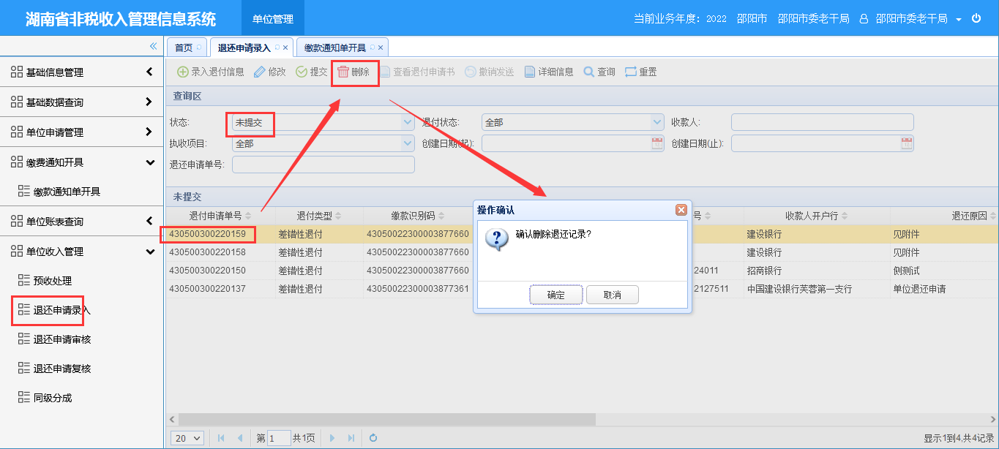 湖南省非税收入管理信息系统 单位管理 当前业务年度：2022 邵阳市 邵阳市委老干局 邵阳市委老干局
首页 退还申请录入 缴款通知单开具
基础信息管理
基础数据查询
单位申请管理
缴费通知开具
缴款通知单开具
单位账表查询
单位收入管理
预收处理
退还申请录入
退还申请审核
退还申请复核
同级分成
录入退付信息 修改 提交 删除 查看退付申请书 撤销发送 详细信息 查询 重置
查询区
状态: 未提交 退付状态: 全部 收款人:
执收项目: 全部 创建日期(起): 创建日期(止):
退还申请单号:
未提交
退付申请单号 退付类型 缴款识别码 号 收款人开户行 退还原因
430500300220159 差错性退付 43050022300003877660 建设银行 见附件
430500300220158 差错性退付 43050022300003877660 建设银行 见附件
430500300220150 差错性退付 43050022300003877660 24011 招商银行 侧测试
430500300220137 差错性退付 43050022300003877361 2127511 中国建设银行芙蓉第一支行 单位退还申请
操作确认
确认删除退还记录?
确定 取消
20 第 1 共1页 显示1到4,共4记录